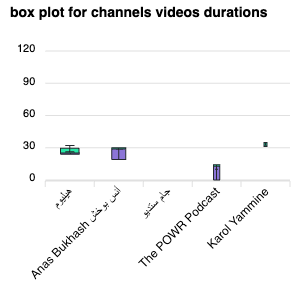 box plot for channels videos durations
120
90
60
30
0
هيليوم
Anas Bukhash أنس بوخش
جام ستديو
The POWR Podcast
Karol Yammine